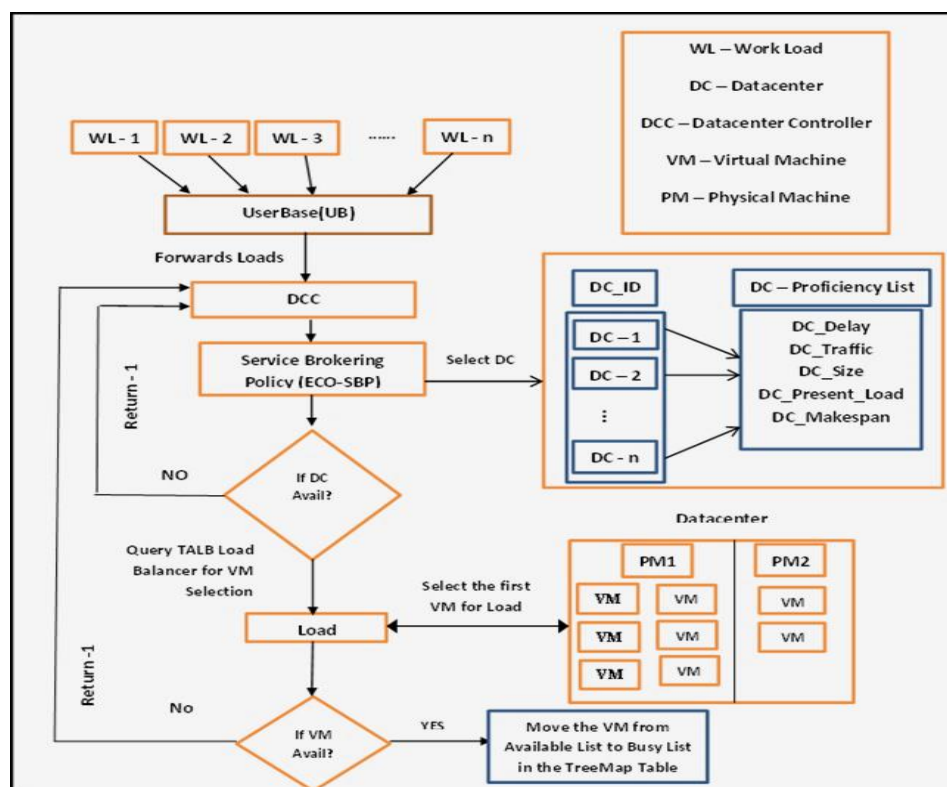 WL – Work Load
DC – Datacenter
DCC – Datacenter Controller
VM – Virtual Machine
PM – Physical Machine
WL - 1
WL - 2
WL - 3
......
WL - n
UserBase(UB)
Forwards Loads
DCC
Service Brokering
Policy (ECO-SBP)
Select DC
DC_ID
DC – 1
DC – 2
⋮
DC - n
DC – Proficiency List
DC_Delay
DC_Traffic
DC_Size
DC_Present_Load
DC_Makespan
Return - 1
NO
If DC
Avail?
Query TALB Load
Balancer for VM
Selection
Load
Select the first
VM for Load
Datacenter
PM1
PM2
VM
VM
VM
VM
VM
VM
VM
VM
Return -1
No
If VM
Avail?
YES
Move the VM from
Available List to Busy List
in the TreeMap Table